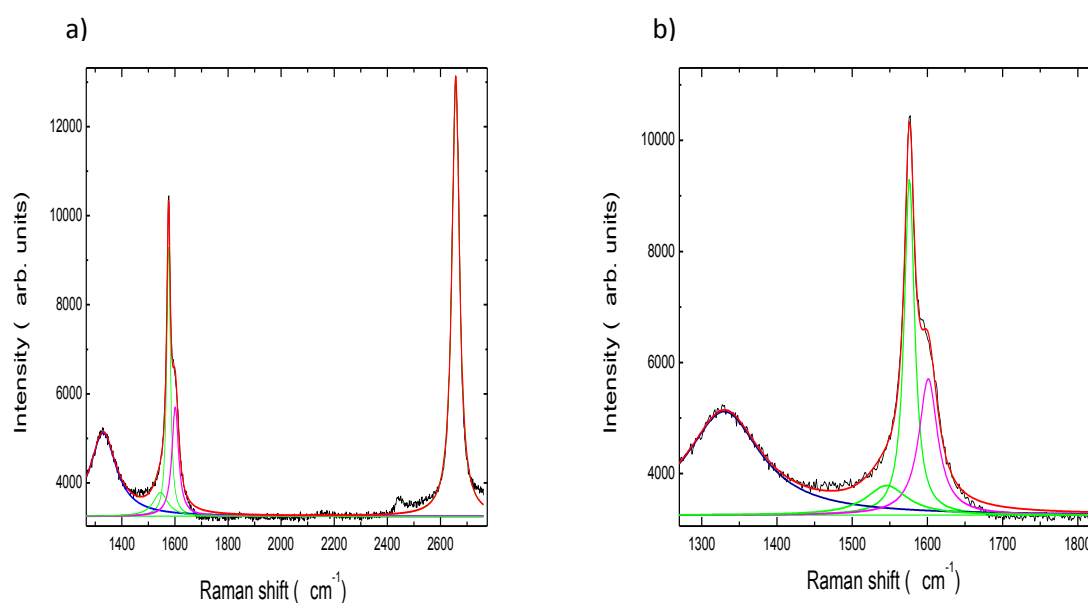 a)
b)
Intensity ( arb. units)
12000
10000
8000
6000
4000
1400 1600 1800 2000 2200 2400 2600
Raman shift ( cm-1)
Intensity ( arb. units)
10000
8000
6000
4000
1300 1400 1500 1600 1700 1800
Raman shift ( cm-1)